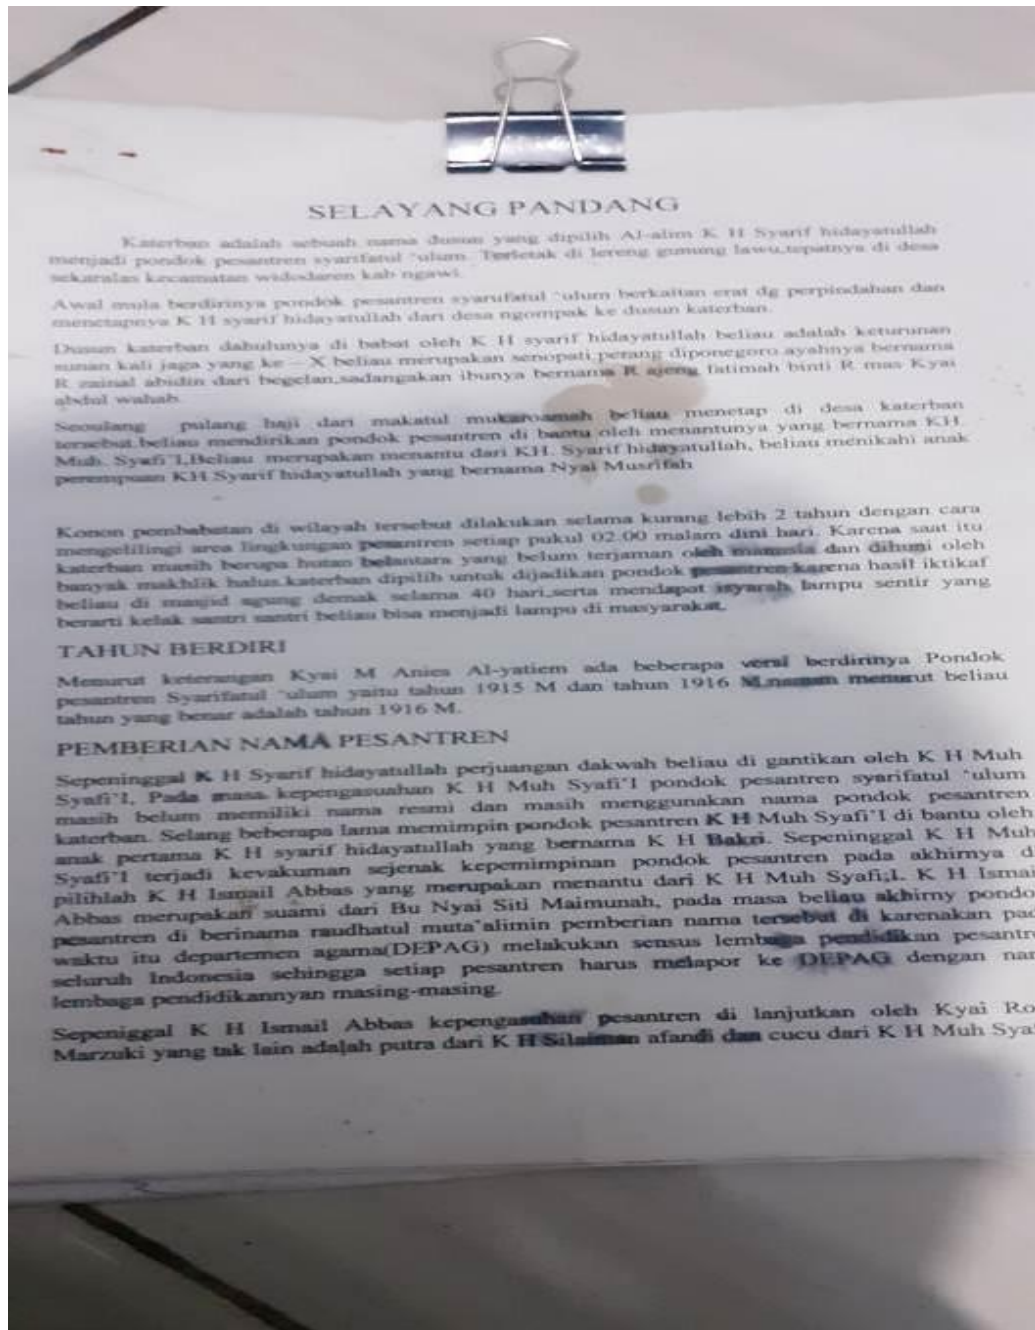 SELAYANG PANDANG
Katerban adalah sebuah nama dusun yang dipilih Al-alim K H Syarif hidayatullah
menjadi pondok pesantren syarifatul 'ulum. Terletak di lereng gunung lawu,tepatnya di desa
sekaralas kecamatan widodaren kab ngawi.
Awal mula berdirinya pondok pesantren syarufatul 'ulum berkaitan erat dg perpindahan dan
menetapnya K H syarif hidayatullah dari desa ngompak ke dusun katerban.
Dusun katerban dahulunya di babat oleh K H syarif hidayatullah beliau adalah keturunan
sunan kali jaga yang ke – X beliau merupakan senopati perang diponegoro.ayahnya bernama
R zainal abidin dari begelan,sadangakan ibunya bernama R ajeng fatimah binti R mas Kyai
abdul wahab.
pulang haji dari makatul mukaroamah beliau menetap di desa katerban
tersebut.beliau mendirikan pondok pesantren di bantu oleh menantunya yang bernama KH.
Muh. Syafi'I,Beliau merupakan menantu dari KH. Syarif hidayatullah, beliau menikahi anak
perempuan KH Syarif hidayatullah yang bernama Nyai Musrifah
Konon pembabatan di wilayah tersebut dilakukan selama kurang lebih 2 tahun dengan cara
mengelilingi area lingkungan pesantren setiap pukul 02.00 malam dini hari. Karena saat itu
katerban masih berupa hutan belantara yang belum terjaman oleh manusia dan dihuni oleh
banyak makhlik halus.katerban dipilih untuk dijadikan pondok pesantren karena hasil iktikaf
beliau di masjid agung demak selama 40 hari,serta mendapat isyarah lampu sentir yang
berarti kelak santri santri beliau bisa menjadi lampu di masyarakat.
TAHUN BERDIRI
Menurut keterangan Kyai M Anies Al-yatiem ada beberapa versi berdirinya Pondok
pesantren Syarifatul 'ulum yaitu tahun 1915 M dan tahun 1916 M.namun menurut beliau
tahun yang benar adalah tahun 1916 M.
PEMBERIAN NAMA PESANTREN
Sepeninggal K H Syarif hidayatullah perjuangan dakwah beliau di gantikan oleh K H Muh
Syafi'I, Pada masa kepengasuahan K H Muh Syafi'I pondok pesantren syarifatul 'ulum
masih belum memiliki nama resmi dan masih menggunakan nama pondok pesantren
katerban. Selang beberapa lama memimpin pondok pesantren K H Muh Syafi'I di bantu oleh
anak pertama K H syarif hidayatullah yang bernama K H Bakri. Sepeninggal K H Muh
Syafi'I terjadi kevakuman sejenak kepemimpinan pondok pesantren pada akhirnya d
pilihlah K H Ismail Abbas yang merupakan menantu dari K H Muh Syafi;I. K H Ismai
Abbas merupakan suami dari Bu Nyai Siti Maimunah, pada masa beliau akhirny pondo
pesantren di berinama raudhatul muta'alimin pemberian nama tersebut di karenakan pad
waktu itu departemen agama(DEPAG) melakukan sensus lembaga pendidikan pesantre
seluruh Indonesia sehingga setiap pesantren harus melapor ke DEPAG dengan nan
lembaga pendidikannyan masing-masing.
Sepeniggal K H Ismail Abbas kepengasuhan pesantren di lanjutkan oleh Kyai Ro
Marzuki yang tak lain adalah putra dari K H Silaiman afandi dan cucu dari K H Muh Sya